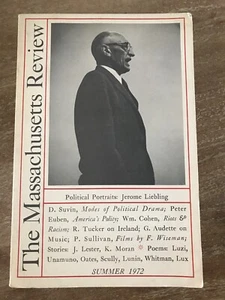 The Massachusetts Review
Political Portraits: Jerome Liebling
D. Suvin, Modes of Political Drama; Peter
Euben, America's Polity; Wm. Cohen, Riots &
Racism; R. Tucker on Ireland; G. Audette on
Music; P. Sullivan, Films by F. Wiseman;
Stories: J. Lester, K. Moran * Poems: Luzi,
Unamuno, Oates, Scully, Lunin, Whitman, Lux
SUMMER 1972